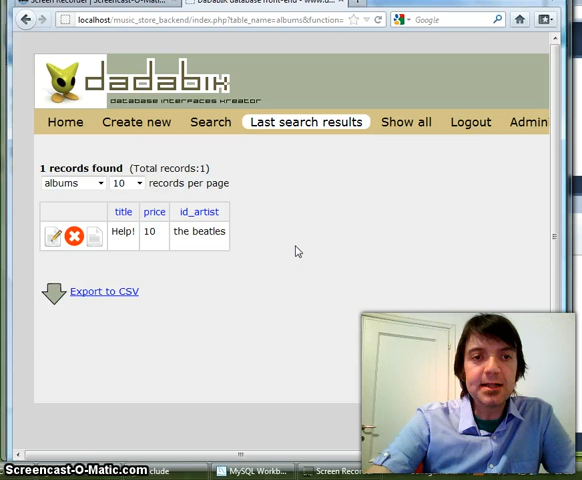 Screen Recorder | Screencast-O-Matic...
DaDaBIK database front-end - www.d...
localhost/music_store_backend/index.php?table_name=albums&function=
Google
dadabik
database interfaces kreator
Home Create new Search Last search results Show all Logout Admin
1 records found (Total records:1)
albums 10 records per page
title price id_artist
Help! 10 the beatles
Export to CSV
Screencast-O-Matic.com
clude
MySQL Workb...
Screen Reco